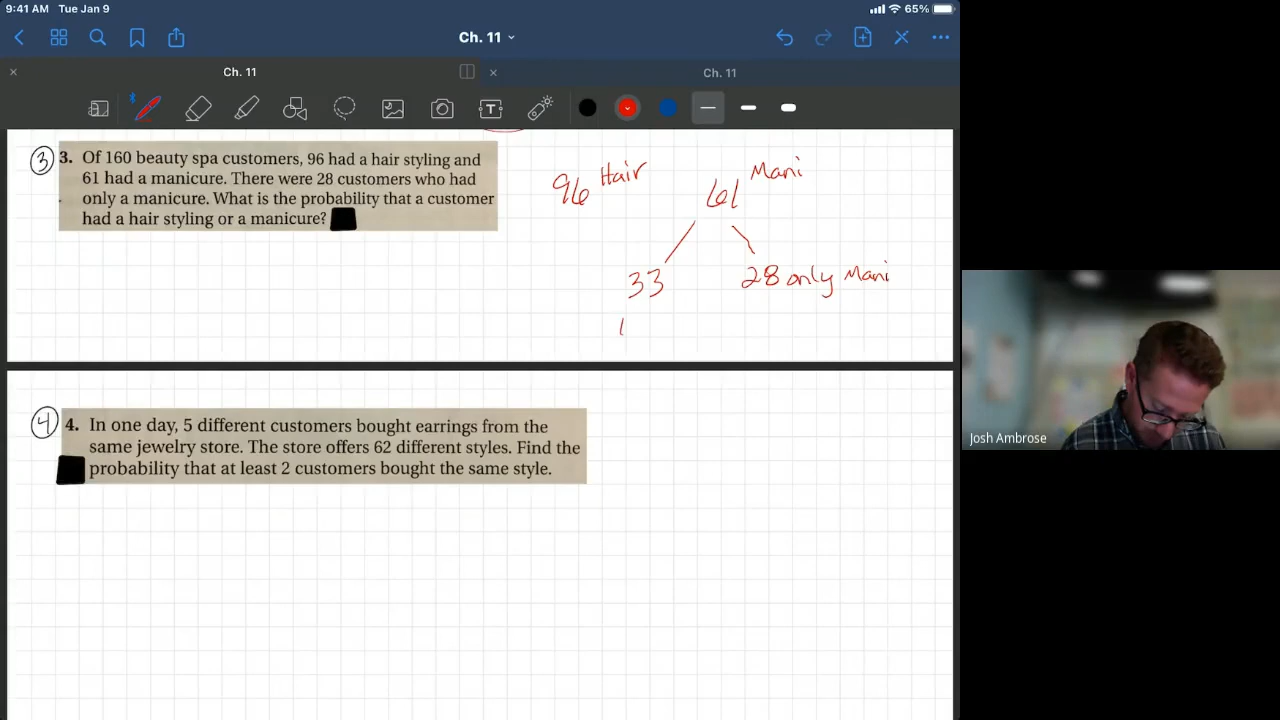 9:41 AM Tue Jan 9
65%
Ch. 11
Ch. 11
Ch. 11
T
3
3. Of 160 beauty spa customers, 96 had a hair styling and
61 had a manicure. There were 28 customers who had
only a manicure. What is the probability that a customer
had a hair styling or a manicure?
96 Hair
61 Mani
33
28 only Mani
4
4. In one day, 5 different customers bought earrings from the
same jewelry store. The store offers 62 different styles. Find the
probability that at least 2 customers bought the same style.
Josh Ambrose